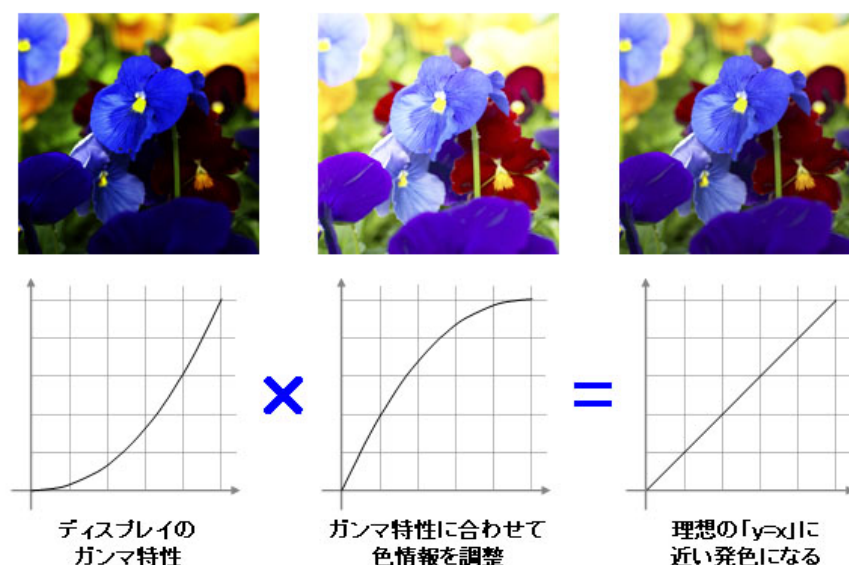 ×
=
ディスプレイの
ガンマ特性
ガンマ特性に合わせて
色情報を調整
理想の「y=x」に
近い発色になる